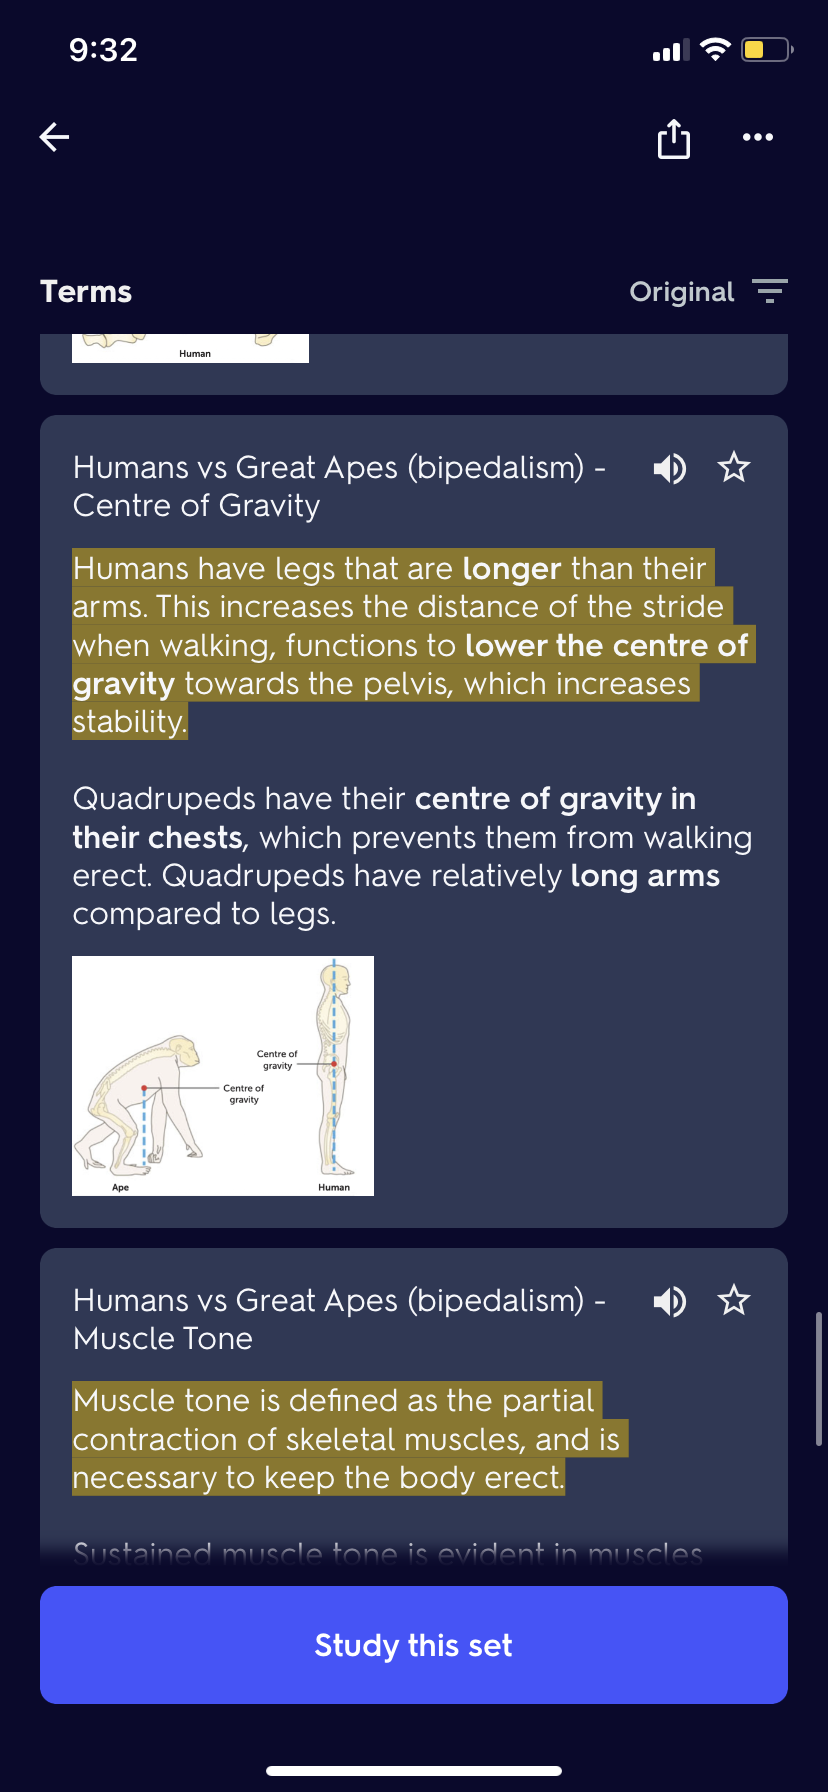 9:32
Terms
Original
Human
Humans vs Great Apes (bipedalism) -
Centre of Gravity
Humans have legs that are longer than their
arms. This increases the distance of the stride
when walking, functions to lower the centre of
gravity towards the pelvis, which increases
stability.
Quadrupeds have their centre of gravity in
their chests, which prevents them from walking
erect. Quadrupeds have relatively long arms
compared to legs.
Centre of
gravity
Centre of
gravity
Ape
Human
Humans vs Great Apes (bipedalism) -
Muscle Tone
Muscle tone is defined as the partial
contraction of skeletal muscles, and is
necessary to keep the body erect.
Sustained muscle tone is evident in muscles
Study this set